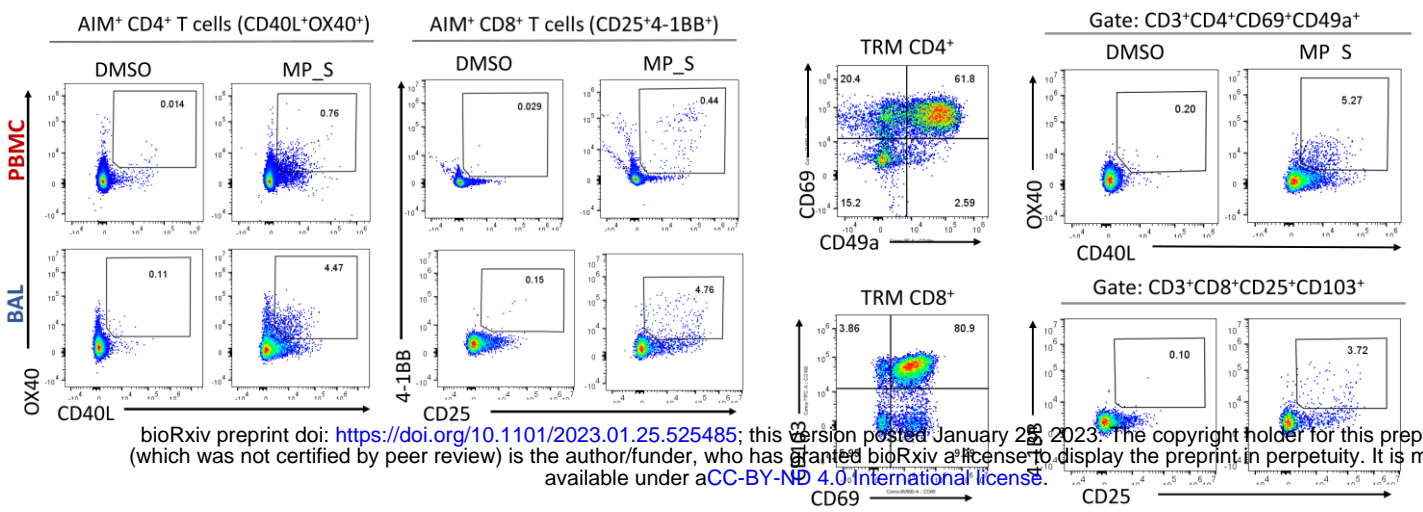 AIM⁺ CD4⁺ T cells (CD40L⁺OX40⁺)
AIM⁺ CD8⁺ T cells (CD25⁺4-1BB⁺)
DMSO
MP_S
DMSO
MP_S
PBMC
0.014
0.76
0.029
0.44
BAL
0.11
4.47
0.15
4.76
OX40
CD40L
4-1BB
CD25
TRM CD4⁺
20.4
61.8
15.2
2.59
CD69
CD49a
Gate: CD3⁺CD4⁺CD69⁺CD49a⁺
DMSO
MP S
0.20
5.27
OX40
CD40L
TRM CD8⁺
3.86
80.9
CD69
Gate: CD3⁺CD8⁺CD25⁺CD103⁺
0.10
3.72
CD25
bioRxiv preprint doi: https://doi.org/10.1101/2023.01.25.525485; this version posted January 2 2023. The copyright holder for this prep
(which was not certified by peer review) is the author/funder, who has granted bioRxiv a license to display the preprint in perpetuity. It is m
available under aCC-BY-ND 4.0 International license.